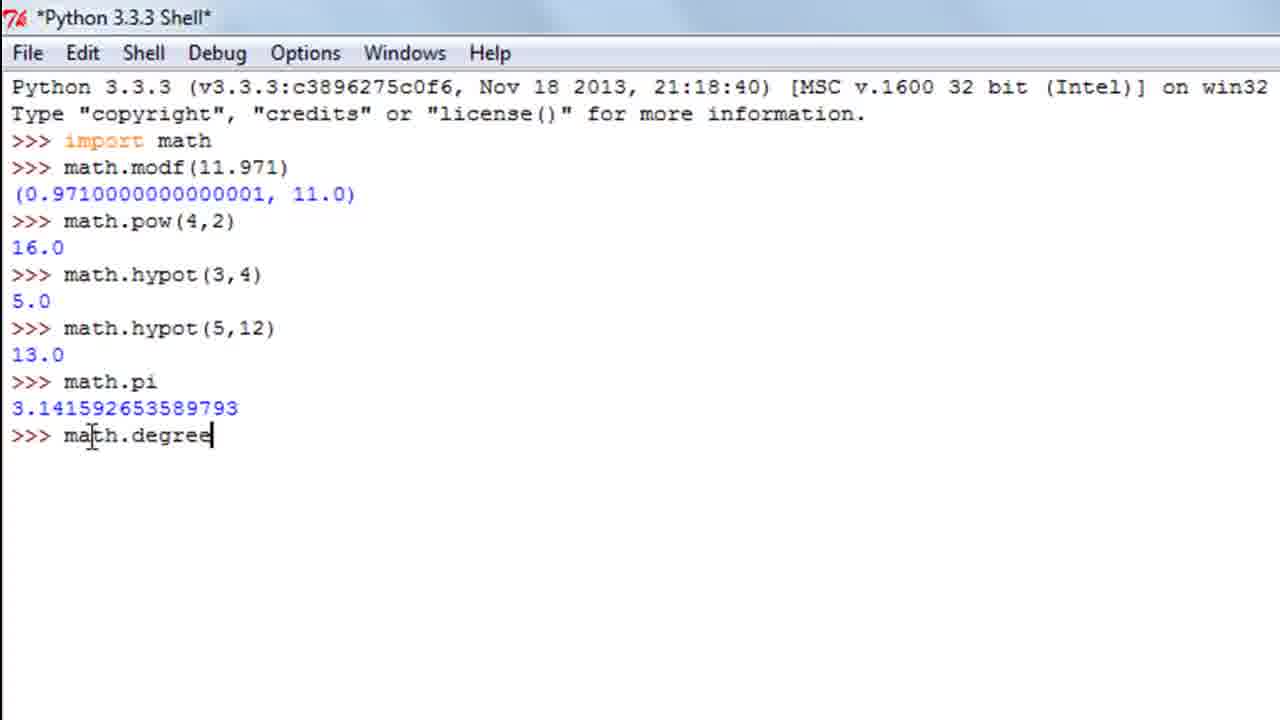 *Python 3.3.3 Shell*
File Edit Shell Debug Options Windows Help
Python 3.3.3 (v3.3.3:c3896275c0f6, Nov 18 2013, 21:18:40) [MSC v.1600 32 bit (Intel)] on win32
Type "copyright", "credits" or "license()" for more information.
>>> import math
>>> math.modf(11.971)
(0.9710000000000001, 11.0)
>>> math.pow(4,2)
16.0
>>> math.hypot(3,4)
5.0
>>> math.hypot(5,12)
13.0
>>> math.pi
3.141592653589793
>>> math.degree